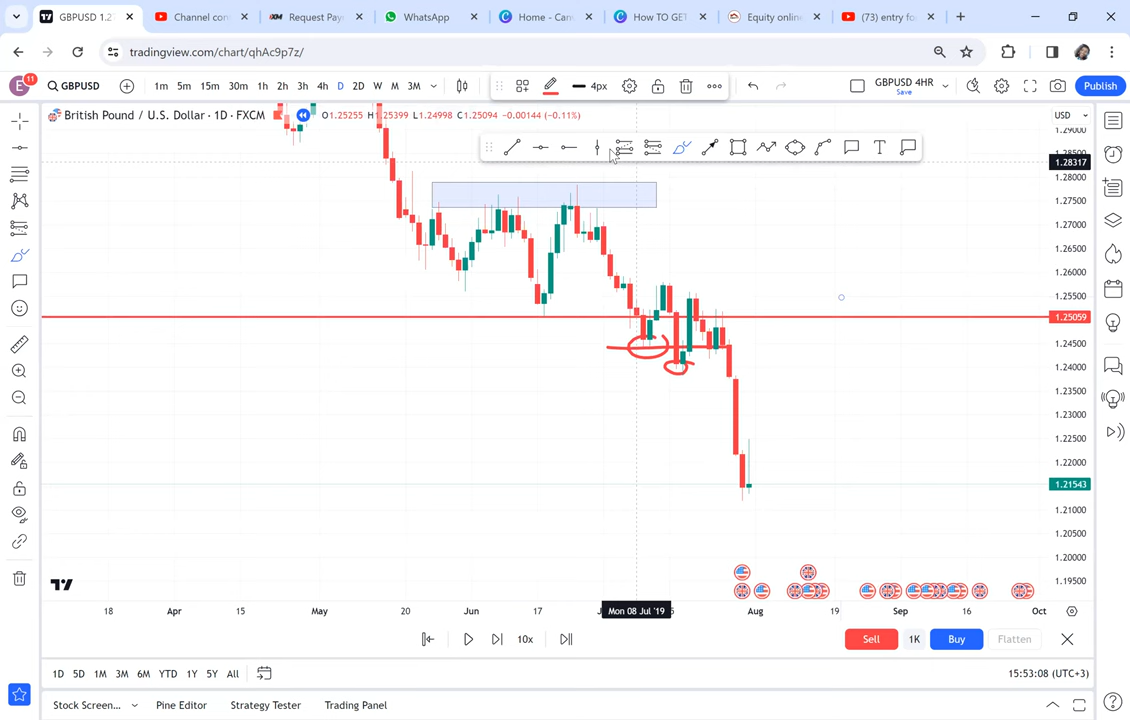 GBPUSD 1.2
Channel con
XM
Request Pay
WhatsApp
Home - Can
How TO GET
Equity online
(73) entry fo
tradingview.com/chart/qhAc9p7z/
E
11
GBPUSD
1m 5m 15m 30m 1h 2h 3h 4h D 2D W M 3M
4px
GBPUSD 4HR
Save
Publish
British Pound / U.S. Dollar · 1D · FXCM
O1.25255 H1.25399 L1.24998 C1.25094 −0.00144 (−0.11%)
USD
1.29000
1.28317
1.28000
1.27500
1.27000
1.26500
1.26000
1.25500
1.25059
1.24500
1.24000
1.23500
1.23000
1.22500
1.22000
1.21543
1.21000
1.20500
1.20000
1.19500
T
18 Apr 15 May 20 Jun 17 Mon 08 Jul '19 Aug 19 Sep 16 Oct
10x
Sell
1K
Buy
Flatten
1D 5D 1M 3M 6M YTD 1Y 5Y All
15:53:08 (UTC+3)
Stock Screen...
Pine Editor
Strategy Tester
Trading Panel